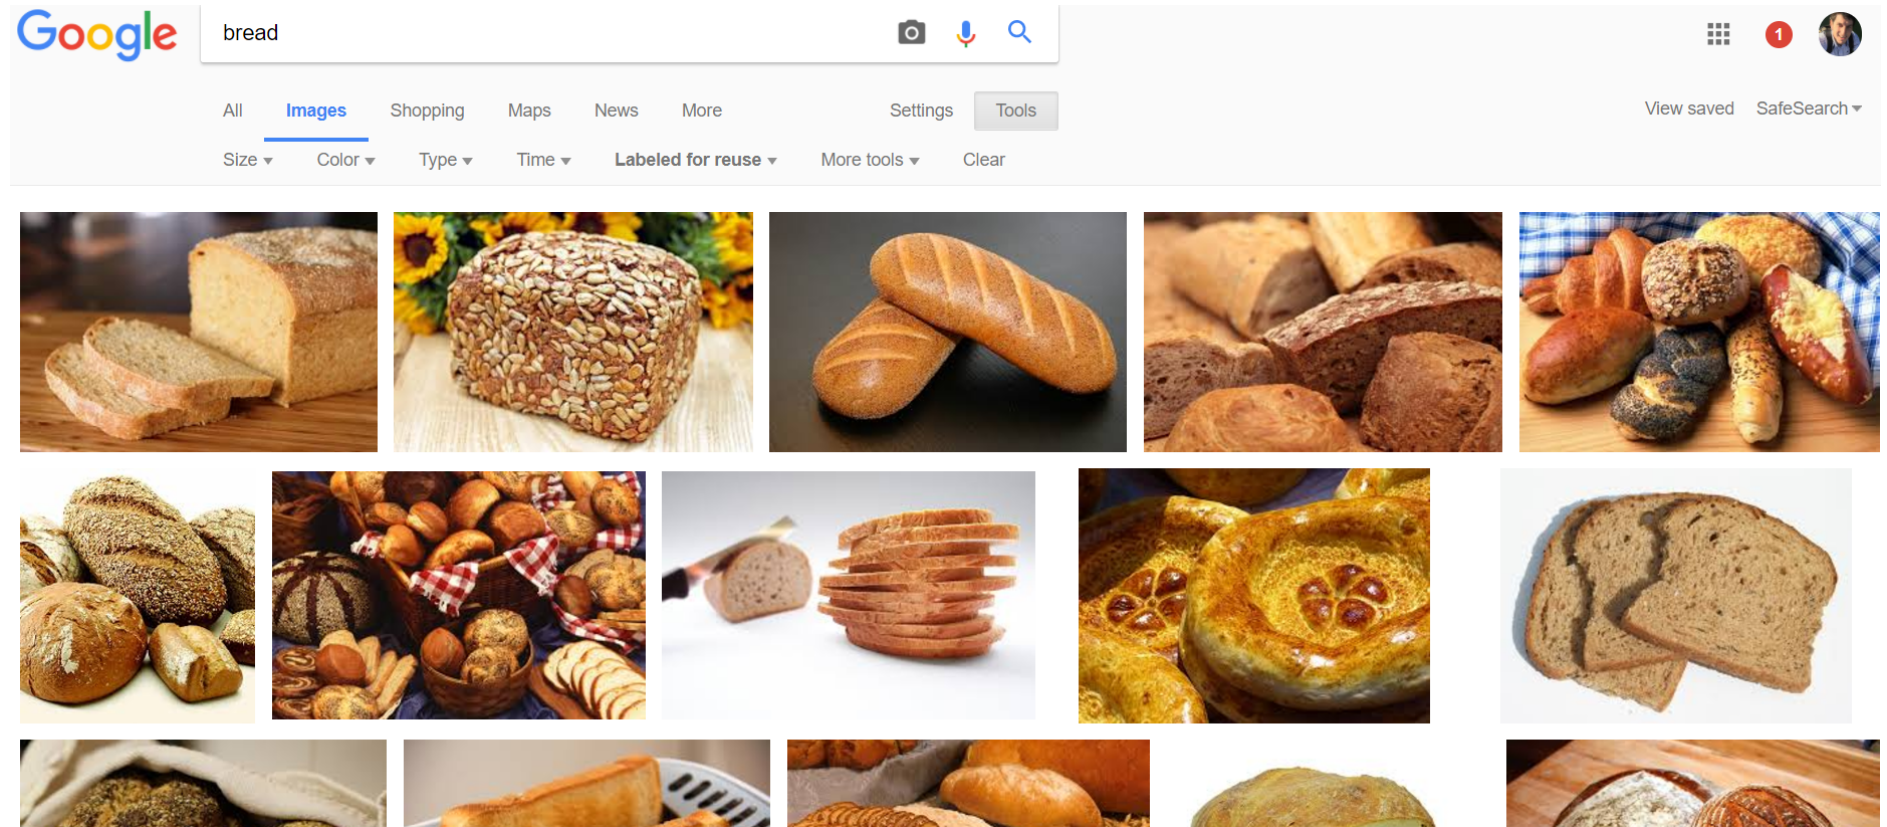 Google bread 1
All Images Shopping Maps News More Settings Tools View saved SafeSearch
Size Color Type Time Labeled for reuse More tools Clear